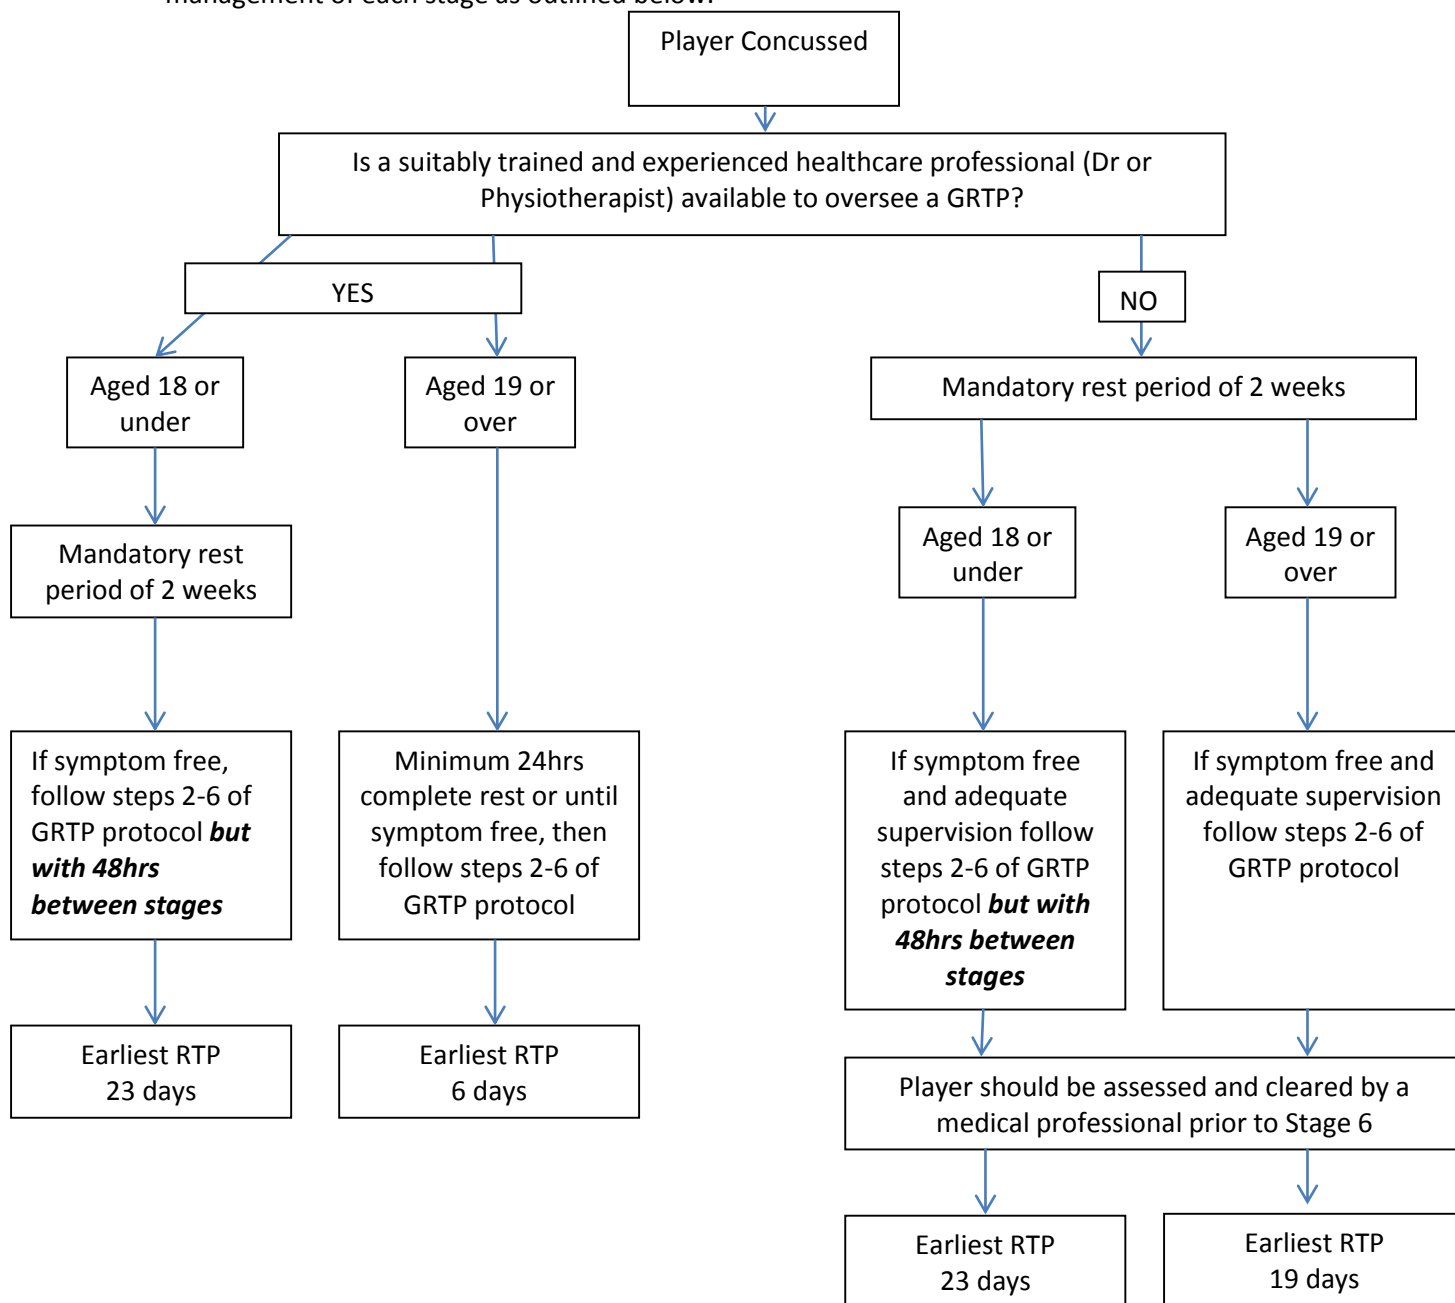 management of each stage as outlined below.
Player Concussed
Is a suitably trained and experienced healthcare professional (Dr or
Physiotherapist) available to oversee a GRTP?
YES
NO
Aged 18 or
under
Aged 19 or
over
Mandatory rest period of 2 weeks
Mandatory rest
period of 2 weeks
Aged 18 or
under
Aged 19 or
over
If symptom free,
follow steps 2-6 of
GRTP protocol but
with 48hrs
between stages
Minimum 24hrs
complete rest or until
symptom free, then
follow steps 2-6 of
GRTP protocol
If symptom free
and adequate
supervision follow
steps 2-6 of GRTP
protocol but with
48hrs between
stages
If symptom free and
adequate supervision
follow steps 2-6 of
GRTP protocol
Earliest RTP
23 days
Earliest RTP
6 days
Player should be assessed and cleared by a
medical professional prior to Stage 6
Earliest RTP
23 days
Earliest RTP
19 days